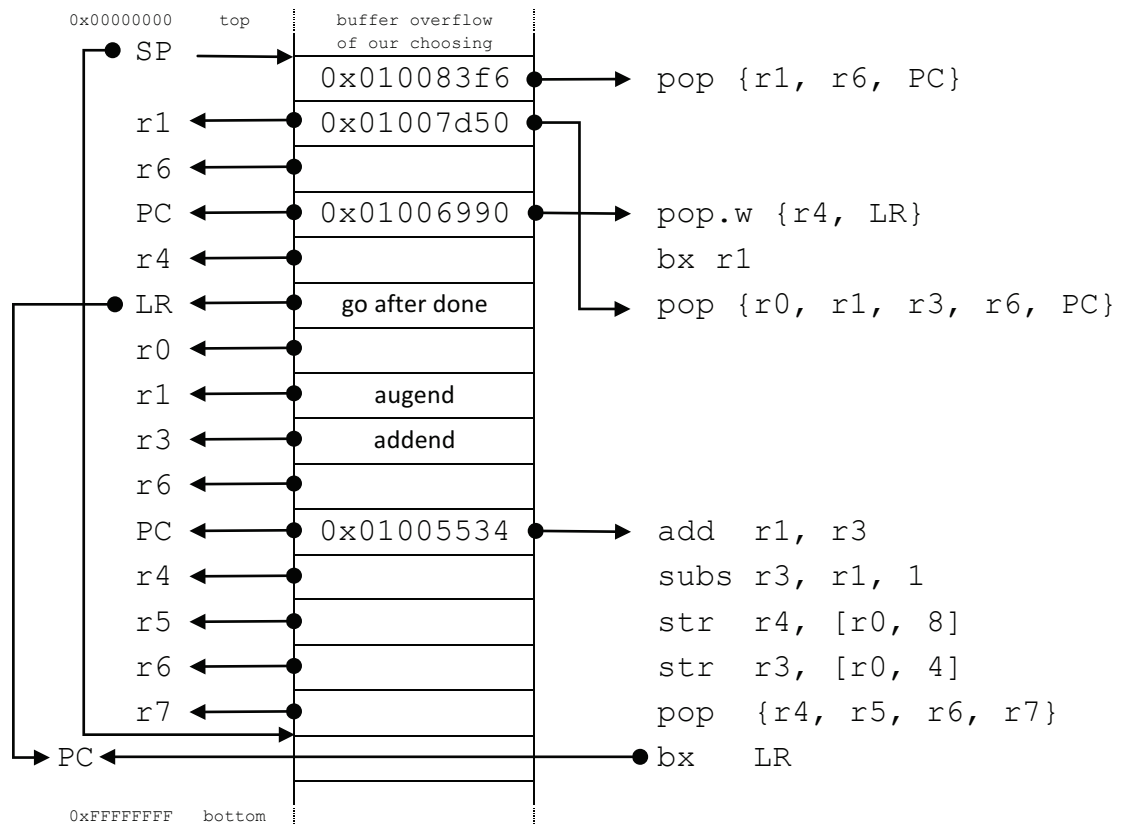 0x00000000 top buffer overflow
of our choosing
SP
0x010083f6 pop {r1, r6, PC}
r1 0x01007d50
r6
PC 0x01006990 pop.w {r4, LR}
r4 bx r1
LR go after done pop {r0, r1, r3, r6, PC}
r0
r1 augend
r3 addend
r6
PC 0x01005534 add r1, r3
r4 subs r3, r1, 1
r5 str r4, [r0, 8]
r6 str r3, [r0, 4]
r7 pop {r4, r5, r6, r7}
PC bx LR
0xFFFFFFFF bottom